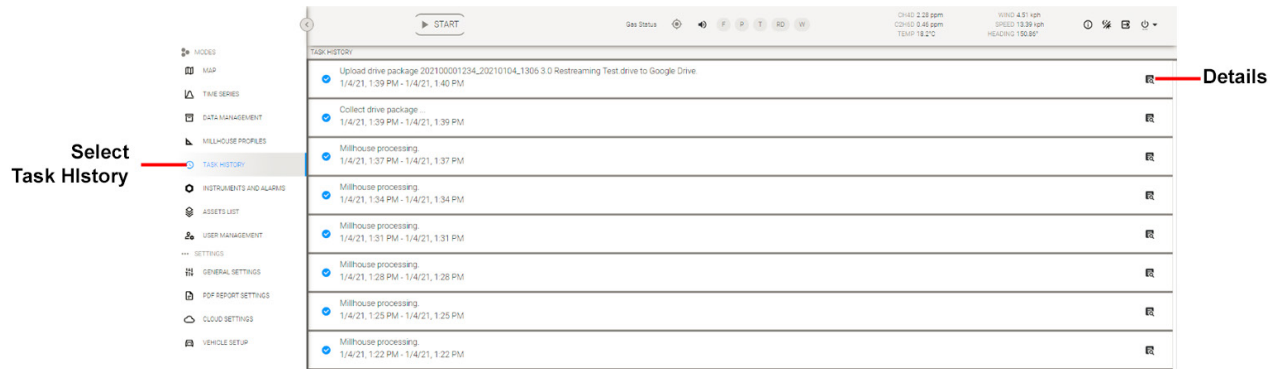 START
Gas Status
F P T RD W
CH4D 2.28 ppm
C2H6D 0.46 ppm
TEMP 18.2°C
WIND 4.51 kph
SPEED 13.39 kph
HEADING 150.86°
MODES
MAP
TIME SERIES
DATA MANAGEMENT
MILLHOUSE PROFILES
TASK HISTORY
INSTRUMENTS AND ALARMS
ASSETS LIST
USER MANAGEMENT
SETTINGS
GENERAL SETTINGS
PDF REPORT SETTINGS
CLOUD SETTINGS
VEHICLE SETUP
Select
Task HIstory
TASK HISTORY
Upload drive package 202100001234_20210104_1306 3.0 Restreaming Test drive to Google Drive.
1/4/21, 1:39 PM - 1/4/21, 1:40 PM
Details
Collect drive package...
1/4/21, 1:39 PM - 1/4/21, 1:39 PM
Millhouse processing.
1/4/21, 1:37 PM - 1/4/21, 1:37 PM
Millhouse processing.
1/4/21, 1:34 PM - 1/4/21, 1:34 PM
Millhouse processing.
1/4/21, 1:31 PM - 1/4/21, 1:31 PM
Millhouse processing.
1/4/21, 1:28 PM - 1/4/21, 1:28 PM
Millhouse processing.
1/4/21, 1:25 PM - 1/4/21, 1:25 PM
Millhouse processing.
1/4/21, 1:22 PM - 1/4/21, 1:22 PM